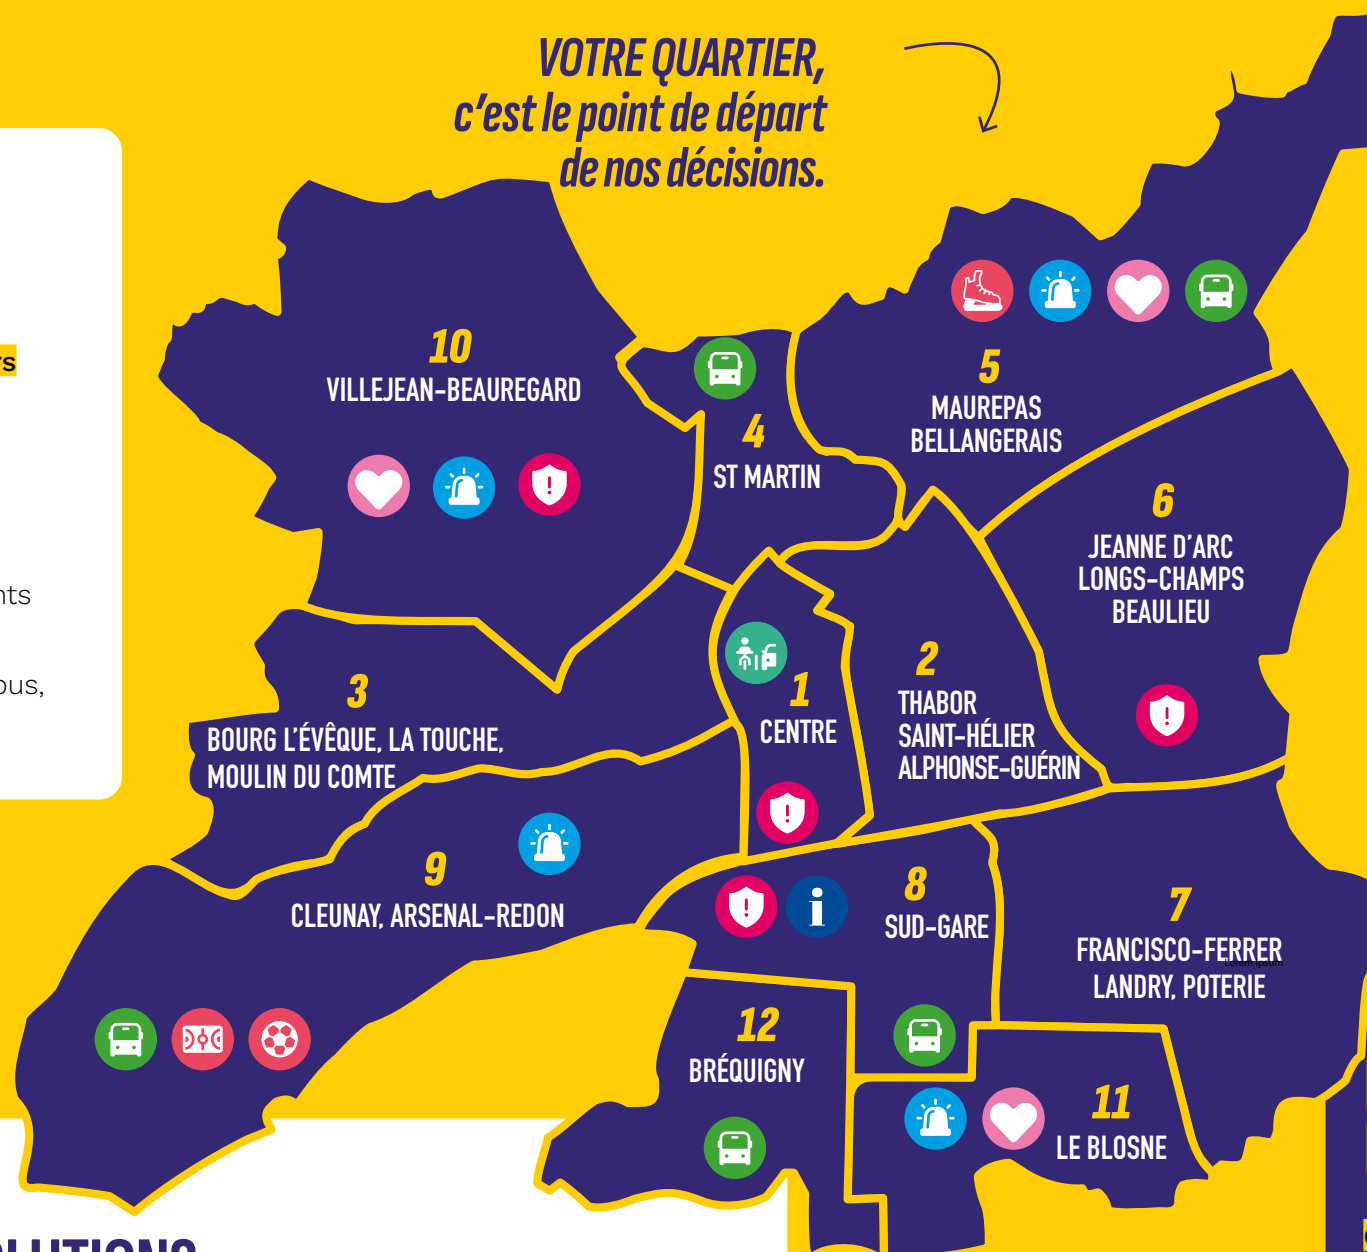 VOTRE QUARTIER,
c'est le point de départ
de nos décisions.
rs
nts
ous,
10
VILLEJEAN-BEAUREGARD
4
ST MARTIN
5
MAUREPAS
BELLANGERAIS
6
JEANNE D'ARC
LONGS-CHAMPS
BEAULIEU
3
BOURG L'ÉVÊQUE, LA TOUCHE,
MOULIN DU COMTE
1
CENTRE
2
THABOR
SAINT-HÉLIER
ALPHONSE-GUÉRIN
9
CLEUNAY, ARSENAL-REDON
8
SUD-GARE
7
FRANCISCO-FERRER
Lorem ipsum
LANDRY, POTERIE
12
BRÉQUIGNY
11
LE BLOSNE